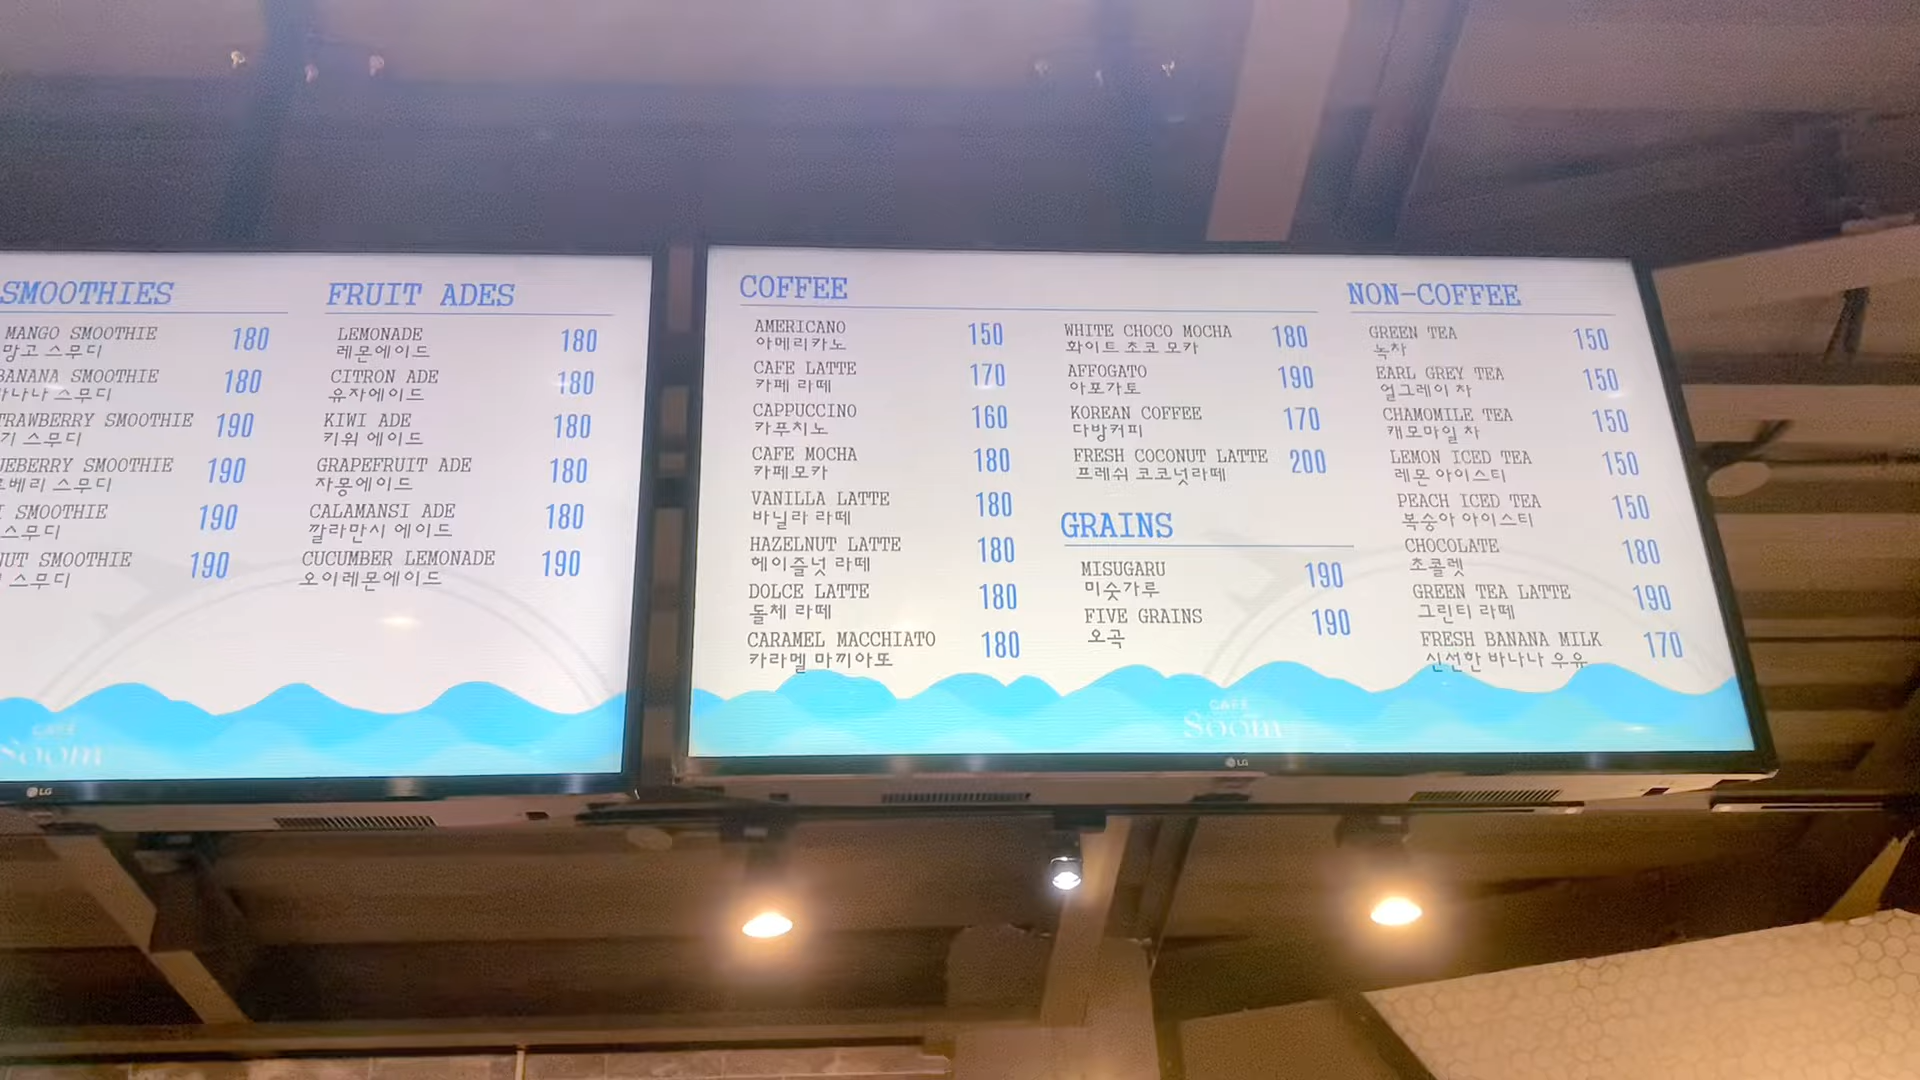 SMOOTHIES
MANGO SMOOTHIE 180
망고 스무디
BANANA SMOOTHIE 180
바나나 스무디
STRAWBERRY SMOOTHIE 190
기 스무디
BLUEBERRY SMOOTHIE 190
베리 스무디
SMOOTHIE 190
스무디
SMOOTHIE 190
스무디
FRUIT ADES
LEMONADE 180
레몬에이드
CITRON ADE 180
유자에이드
KIWI ADE 180
키위 에이드
GRAPEFRUIT ADE 180
자몽에이드
CALAMANSI ADE 180
깔라만시 에이드
CUCUMBER LEMONADE 190
오이레몬에이드
CAFE
Soom
LG
COFFEE
AMERICANO 150
아메리카노
CAFE LATTE 170
카페 라떼
CAPPUCCINO 160
카푸치노
CAFE MOCHA 180
카페모카
VANILLA LATTE 180
바닐라 라떼
HAZELNUT LATTE 180
헤이즐넛 라떼
DOLCE LATTE 180
돌체 라떼
CARAMEL MACCHIATO 180
카라멜 마끼아또
WHITE CHOCO MOCHA 180
화이트 초코 모카
AFFOGATO 190
아포가토
KOREAN COFFEE 170
다방커피
FRESH COCONUT LATTE 200
프레쉬 코코넛라떼
GRAINS
MISUGARU 190
미숫가루
FIVE GRAINS 190
오곡
NON-COFFEE
GREEN TEA 150
녹차
EARL GREY TEA 150
얼그레이 차
CHAMOMILE TEA 150
캐모마일 차
LEMON ICED TEA 150
레몬 아이스티
PEACH ICED TEA 150
복숭아 아이스티
CHOCOLATE 180
초콜렛
GREEN TEA LATTE 190
그린티 라떼
FRESH BANANA MILK 170
신선한 바나나 우유
CAFE
Soom
LG